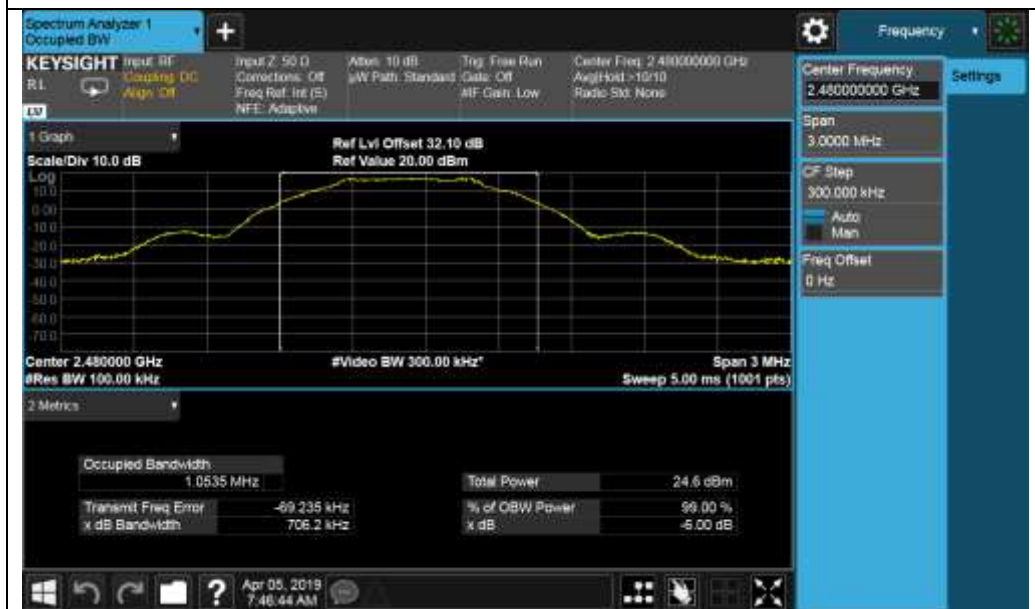 Spectrum Analyzer 1
Occupied BW
+
Frequency
KEYSIGHT Input: RF
R L
Coupling: DC
Align: Off
Input Z: 50 Ω
Corrections: Off
Freq Ref: Int (S)
NFE: Adaptive
Atten: 10 dB
µW Path: Standard
Trig: Free Run
Gate: Off
#IF Gain: Low
Center Freq: 2.480000000 GHz
Avg|Hold:>10/10
Radio Std: None
Center Frequency
2.480000000 GHz
Settings
Span
3.0000 MHz
CF Step
300.000 kHz
Auto
Man
Freq Offset
0 Hz
1 Graph
Scale/Div 10.0 dB
Ref Lvl Offset 32.10 dB
Ref Value 20.00 dBm
Log
10.0
0.00
-10.0
-20.0
-30.0
-40.0
-50.0
-60.0
-70.0
Center 2.480000 GHz
#Video BW 300.00 kHz*
Span 3 MHz
#Res BW 100.00 kHz
Sweep 5.00 ms (1001 pts)
2 Metrics
Occupied Bandwidth
1.0535 MHz
Total Power 24.6 dBm
Transmit Freq Error -69.235 kHz
% of OBW Power 99.00 %
x dB Bandwidth 706.2 kHz
x dB -6.00 dB
?
Apr 05, 2019
7:46:44 AM